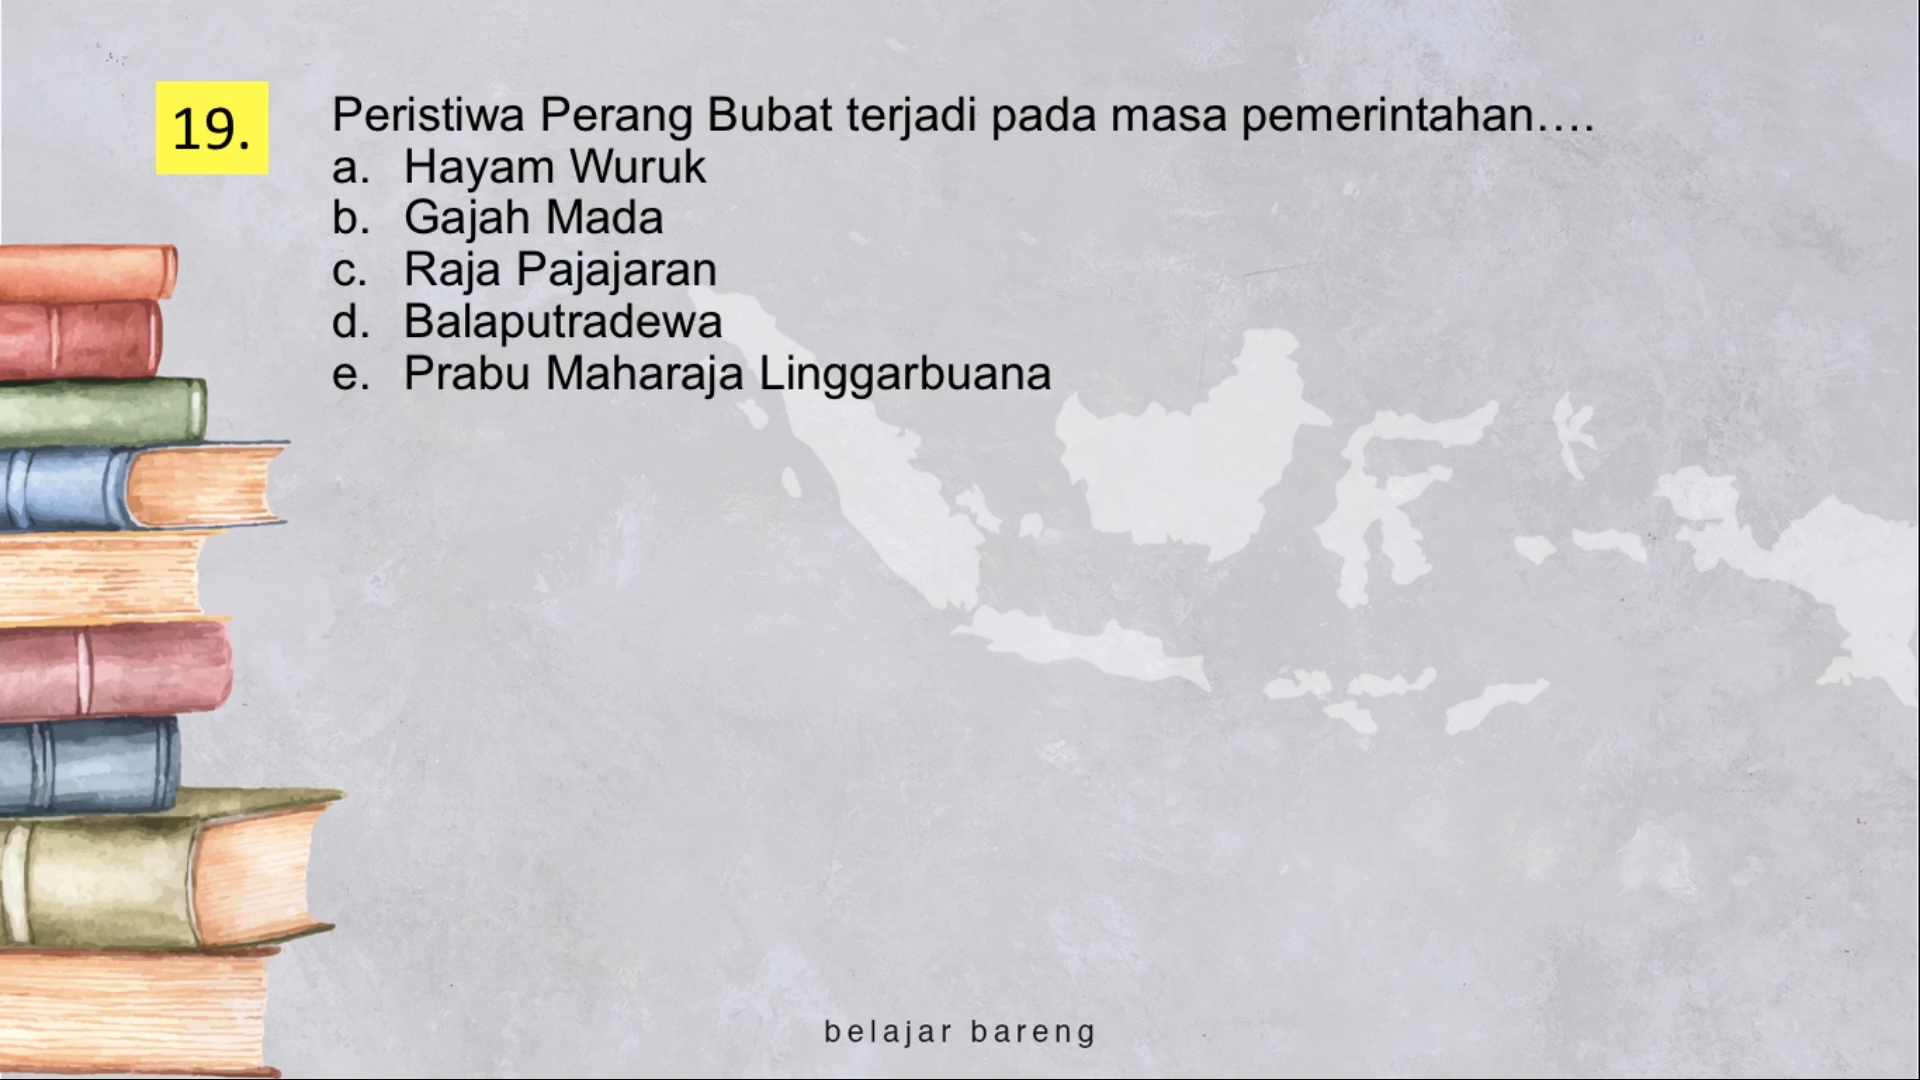 19.
Peristiwa Perang Bubat terjadi pada masa pemerintahan....
a. Hayam Wuruk
b. Gajah Mada
c. Raja Pajajaran
d. Balaputradewa
e. Prabu Maharaja Linggarbuana
belajar bareng